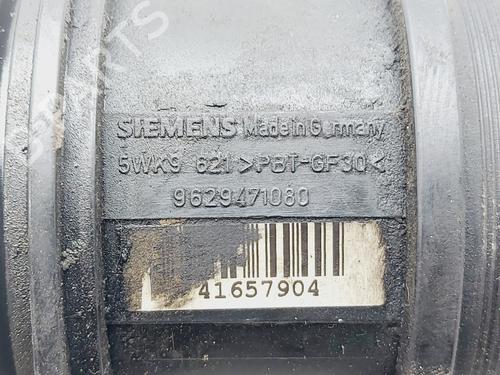 SIEMENS Made in Germany
5WK9 621 >PBT-GF30<
9629471080
41657904